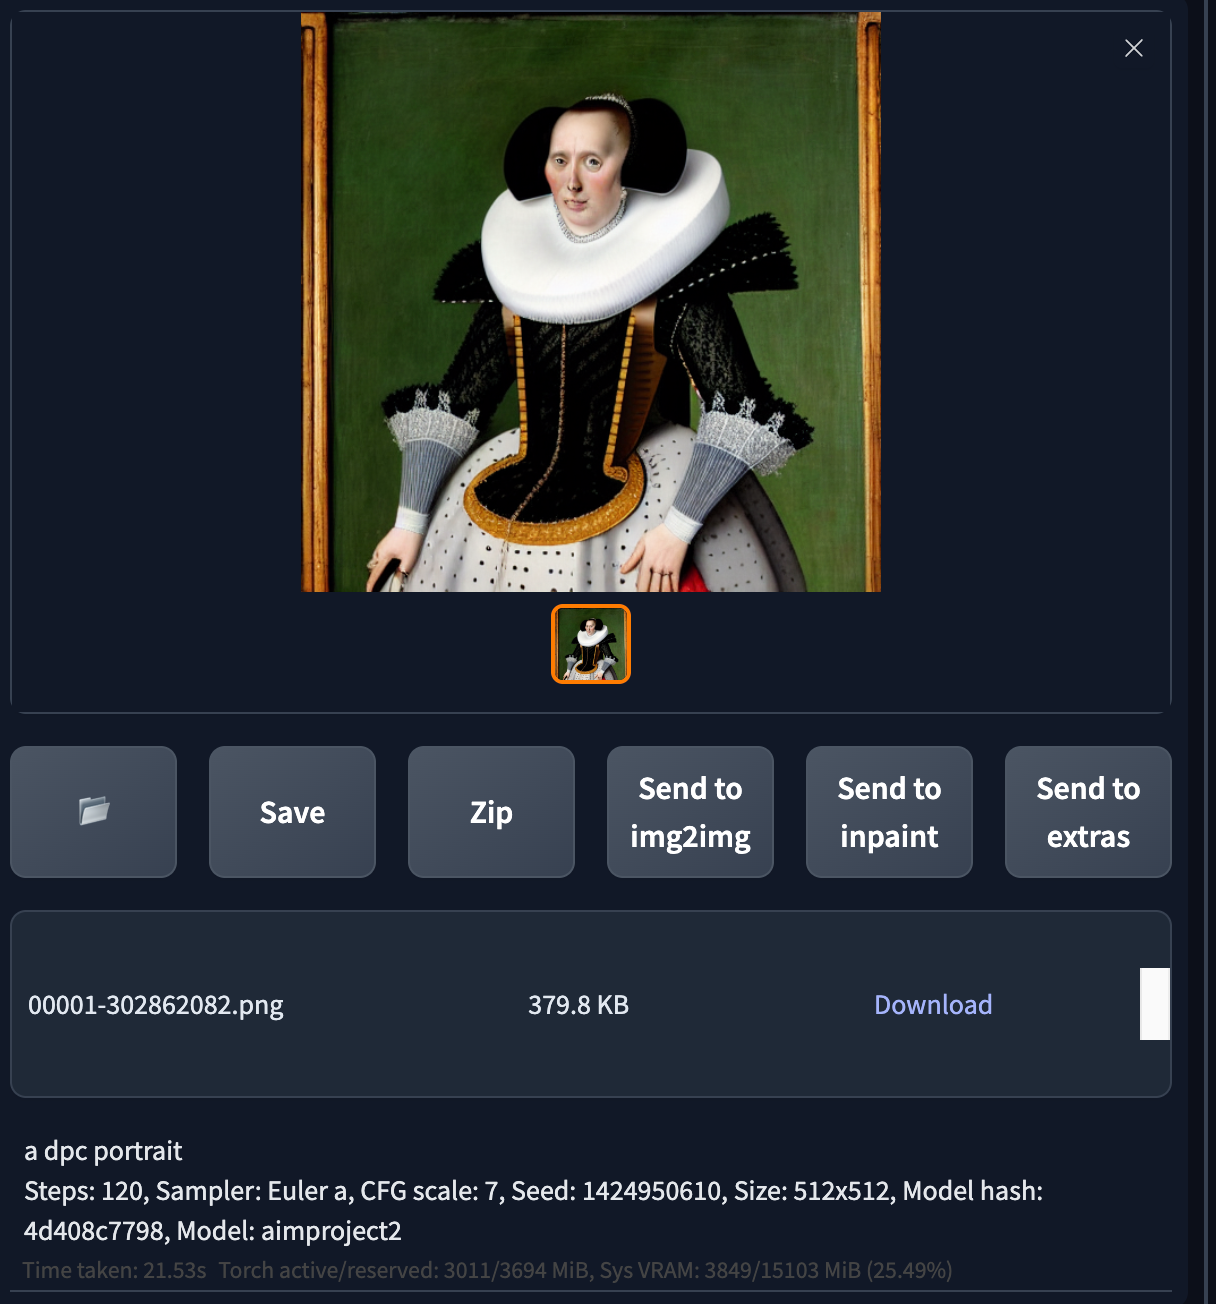 Save
Zip
Send to
img2img
Send to
inpaint
Send to
extras
00001-302862082.png 379.8 KB Download
a dpc portrait
Steps: 120, Sampler: Euler a, CFG scale: 7, Seed: 1424950610, Size: 512x512, Model hash:
4d408c7798, Model: aimproject2
Time taken: 21.53s Torch active/reserved: 3011/3694 MiB, Sys VRAM: 3849/15103 MiB (25.49%)